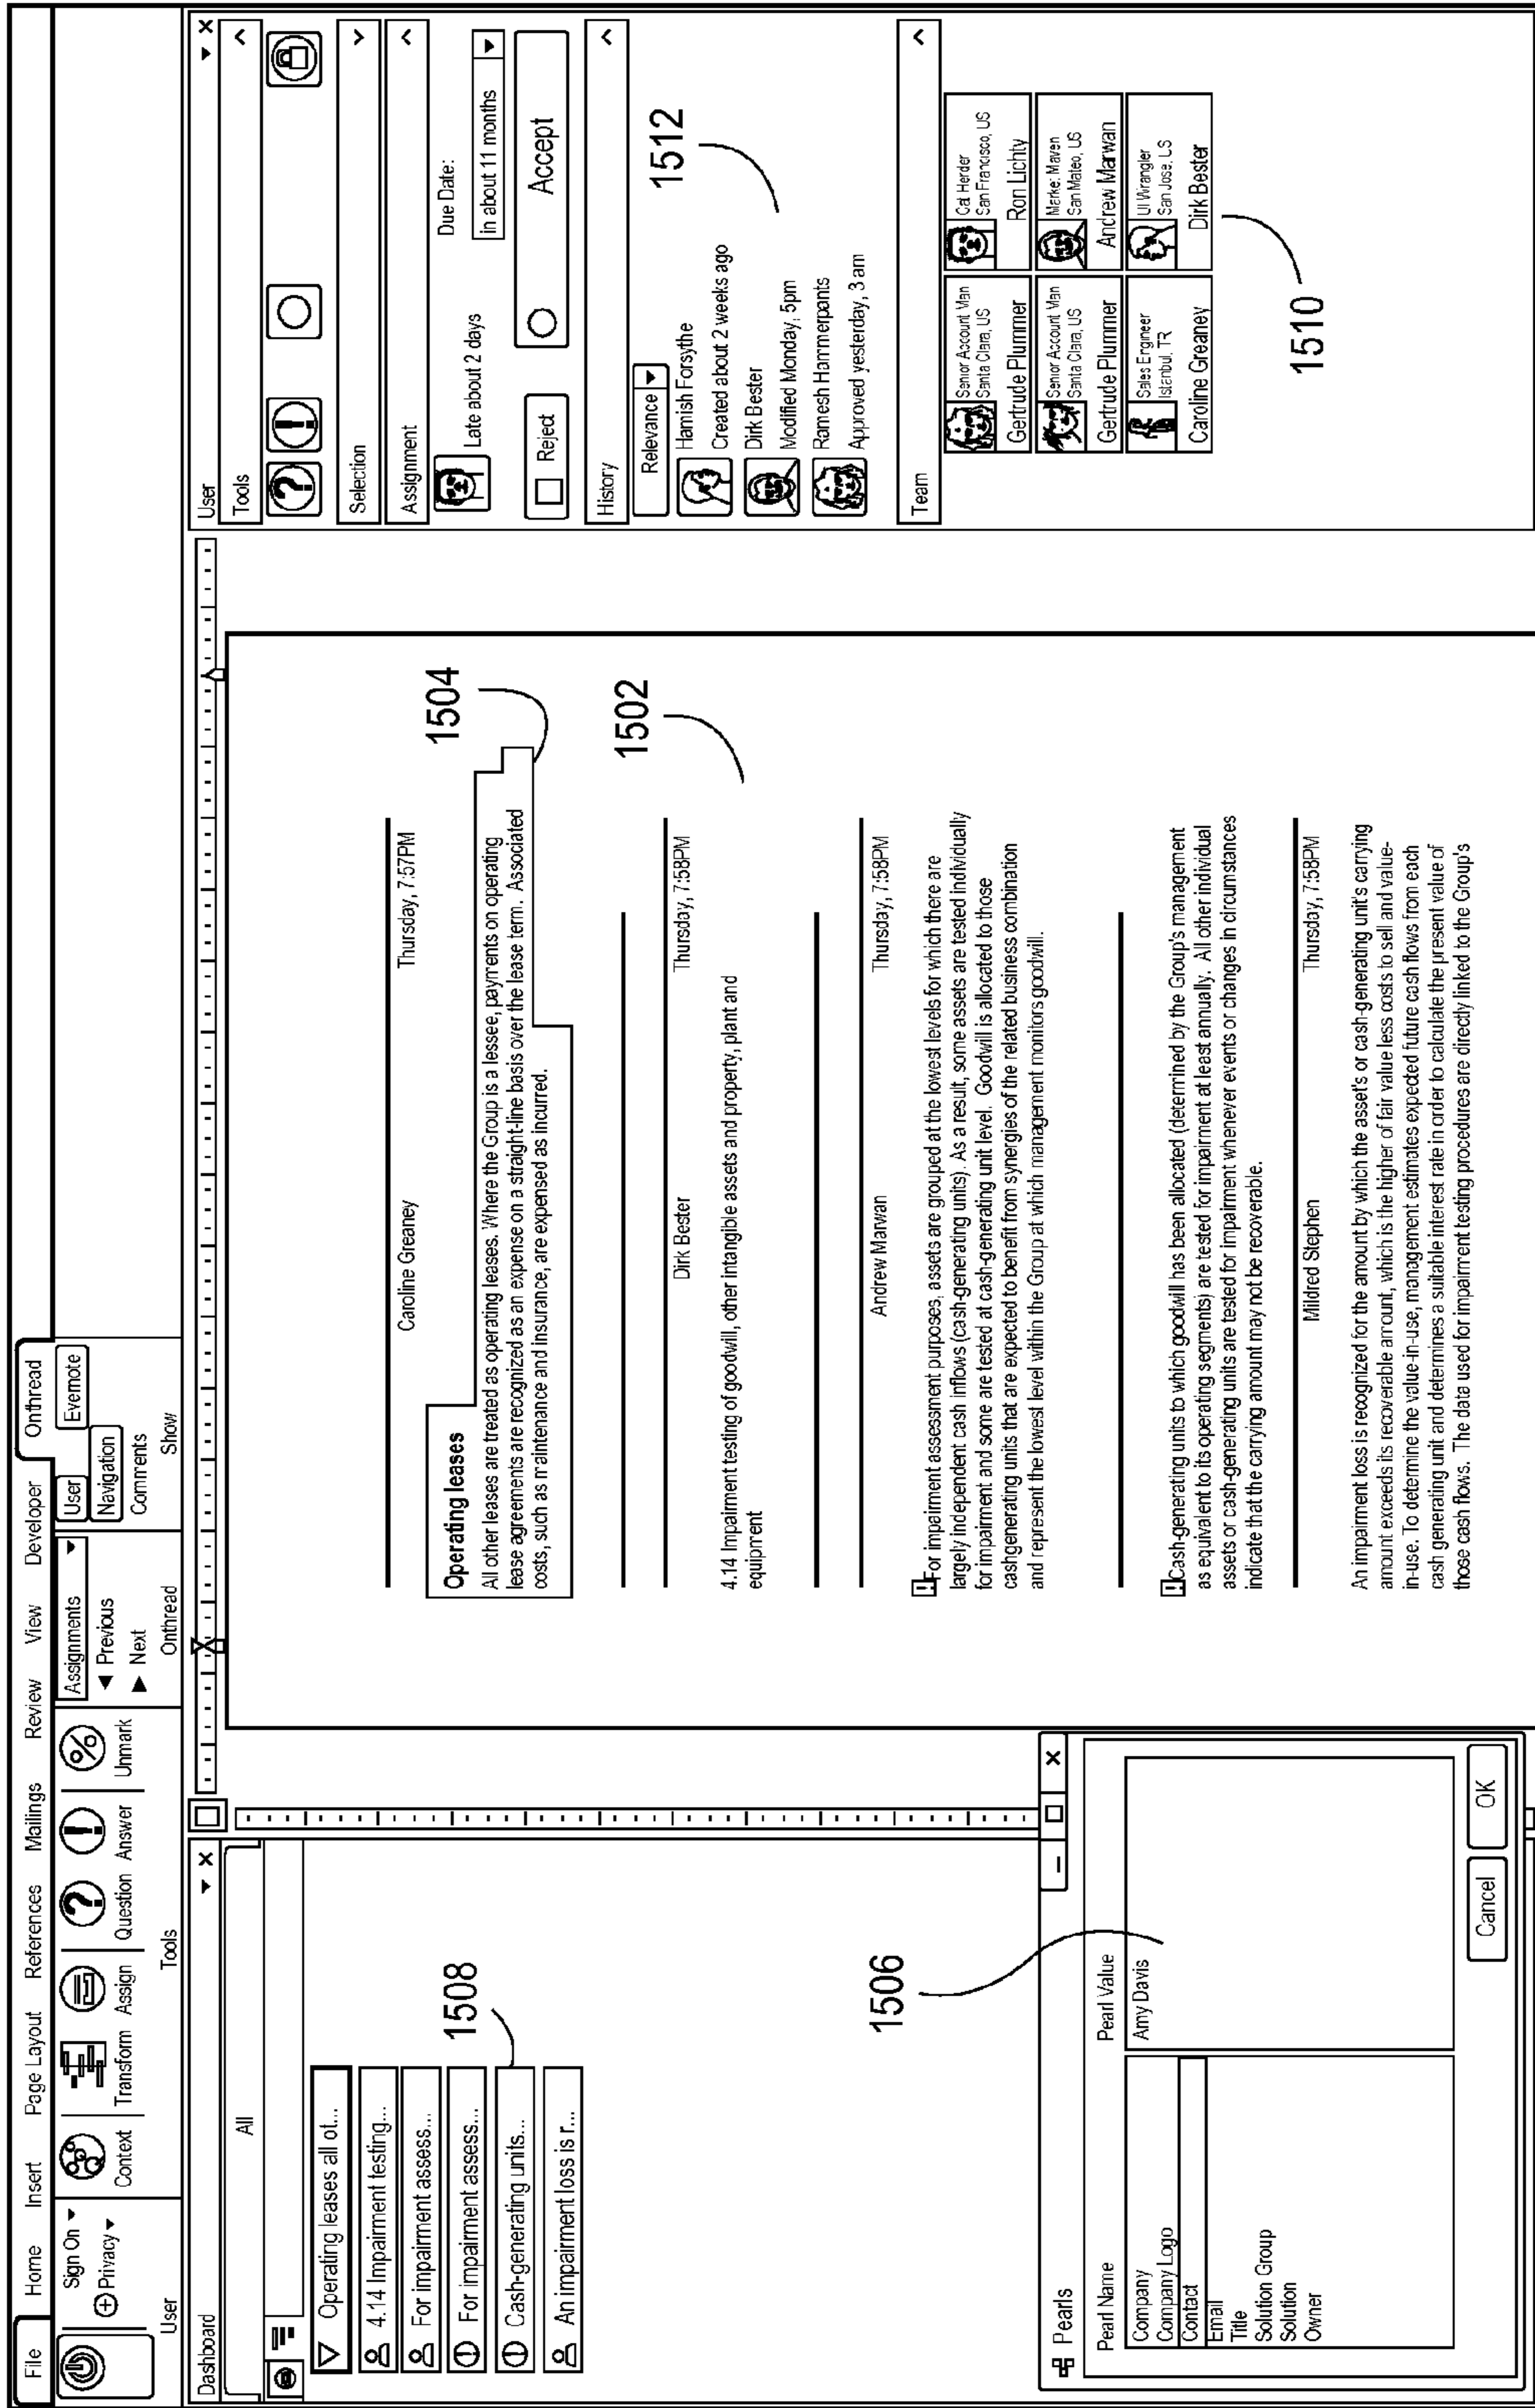 File Home Insert Page Layout References Mailings Review View Developer Onthread
Sign On
Privacy
User
Context
Transform
Assign
Question
Answer
Unmark
Tools
Assignments
Previous
Next
Onthread
User
Evernote
Navigation
Comments
Show
Dashboard
All
Operating leases all ot...
4.14 Impairment testing...
For impairment assess...
For impairment assess...
Cash-generating units...
An impairment loss is r...
1508
1506
Pearls
Pearl Name
Pearl Value
Company
Company Logo
Contact
Email
Title
Solution Group
Solution
Owner
Amy Davis
Cancel
OK
Caroline Greaney Thursday, 7:57PM
1504
Operating leases
All other leases are treated as operating leases. Where the Group is a lessee, payments on operating
lease agreements are recognized as an expense on a straight-line basis over the lease term. Associated
costs, such as maintenance and insurance, are expensed as incurred.
1502
Dirk Bester Thursday, 7:58PM
4.14 Impairment testing of goodwill, other intangible assets and property, plant and
equipment
Andrew Marwan Thursday, 7:58PM
! For impairment assessment purposes, assets are grouped at the lowest levels for which there are
largely independent cash inflows (cash-generating units). As a result, some assets are tested individually
for impairment and some are tested at cash-generating unit level. Goodwill is allocated to those
cashgenerating units that are expected to benefit from synergies of the related business combination
and represent the lowest level within the Group at which management monitors goodwill.
! Cash-generating units to which goodwill has been allocated (determined by the Group's management
as equivalent to its operating segments) are tested for impairment at least annually. All other individual
assets or cash-generating units are tested for impairment whenever events or changes in circumstances
indicate that the carrying amount may not be recoverable.
Mildred Stephen Thursday, 7:58PM
An impairment loss is recognized for the amount by which the asset's or cash-generating unit's carrying
amount exceeds its recoverable amount, which is the higher of fair value less costs to sell and value-
in-use. To determine the value-in-use, management estimates expected future cash flows from each
cash generating unit and determines a suitable interest rate in order to calculate the present value of
those cash flows. The data used for impairment testing procedures are directly linked to the Group's
User
Tools
Selection
Assignment
Late about 2 days
Due Date:
in about 11 months
Reject
Accept
History
Relevance
1512
Hamish Forsythe
Created about 2 weeks ago
Dirk Bester
Modified Monday, 5pm
Ramesh Hammerpants
Approved yesterday, 3 am
Team
Senior Account Man
Santa Clara, US
Gertrude Plummer
Cat Herder
San Francisco, US
Ron Lichty
Senior Account Man
Santa Clara, US
Gertrude Plummer
Market Maven
San Mateo, US
Andrew Marwan
Sales Engineer
Istanbul, TR
Caroline Greaney
UI Wrangler
San Jose, US
Dirk Bester
1510